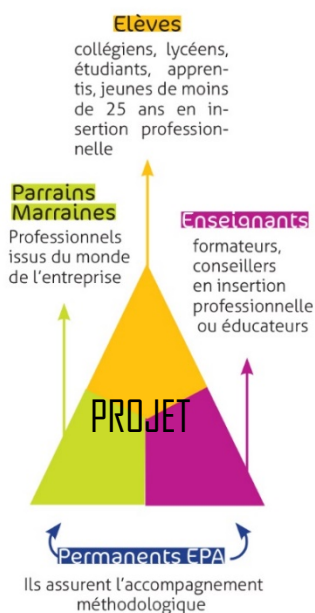 Elèves
collégiens, lycéens,
étudiants, appren-
tis, jeunes de moins
de 25 ans en in-
sertion profession-
nelle
Parrains
Marraines
Professionnels
issus du monde
de l'entreprise
Enseignants
formateurs,
conseillers
en insertion
professionnelle
ou éducateurs
PROJET
Permanents EPA
Ils assurent l'accompagnement
méthodologique